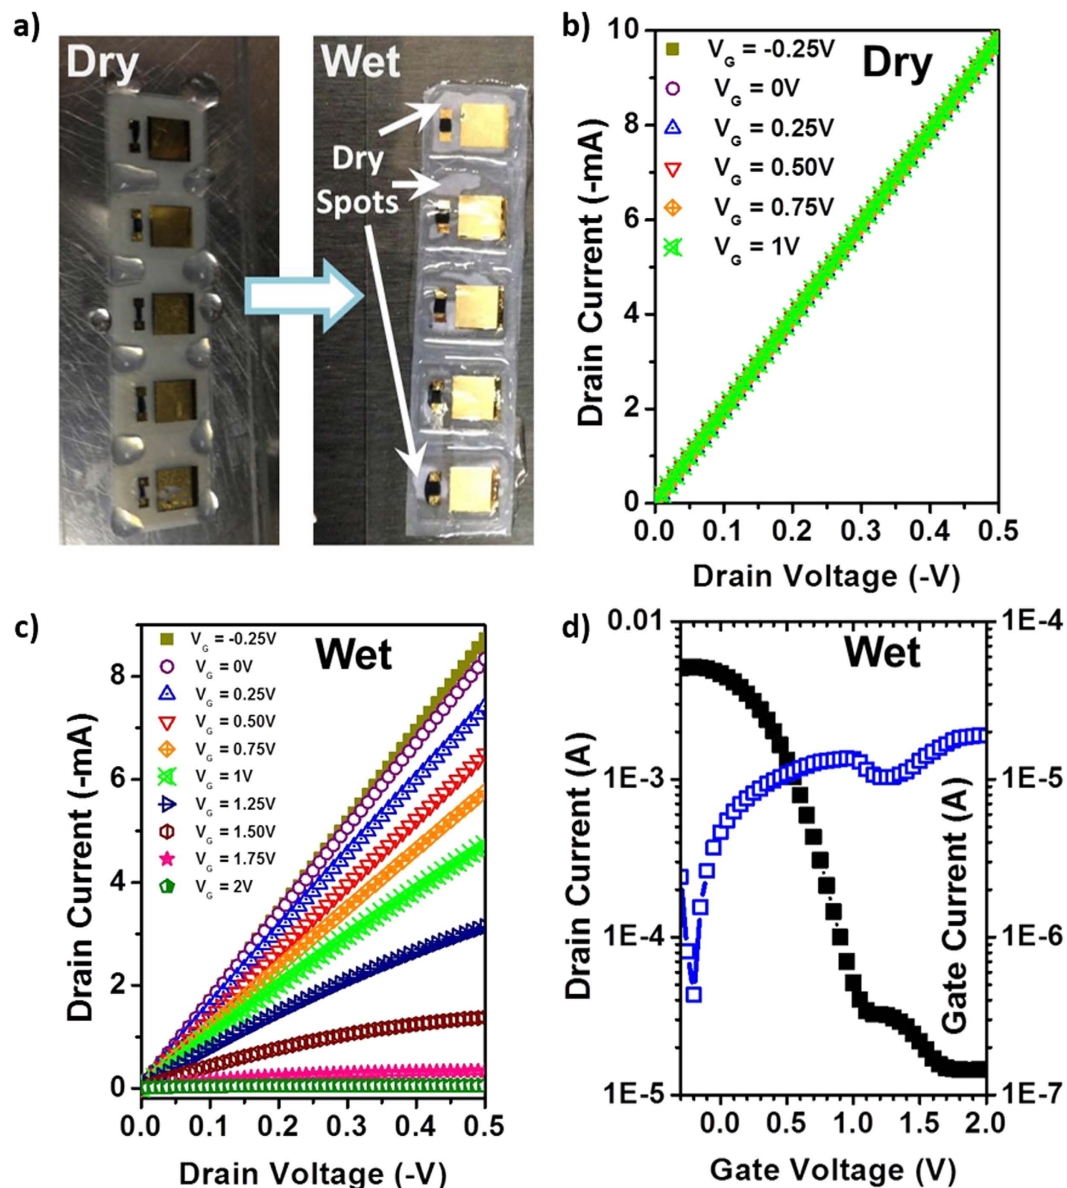 a)
Dry
Wet
Dry
Spots
b)
Drain Current (-mA)
10
8
6
4
2
0
V_G = -0.25V
V_G = 0V
V_G = 0.25V
V_G = 0.50V
V_G = 0.75V
V_G = 1V
Dry
0.0 0.1 0.2 0.3 0.4 0.5
Drain Voltage (-V)
c)
Drain Current (-mA)
8
6
4
2
0
V_G = -0.25V
V_G = 0V
V_G = 0.25V
V_G = 0.50V
V_G = 0.75V
V_G = 1V
V_G = 1.25V
V_G = 1.50V
V_G = 1.75V
V_G = 2V
Wet
0.0 0.1 0.2 0.3 0.4 0.5
Drain Voltage (-V)
d)
Drain Current (A)
0.01
1E-3
1E-4
1E-5
Wet
1E-4
1E-5
1E-6
1E-7
Gate Current (A)
0.0 0.5 1.0 1.5 2.0
Gate Voltage (V)